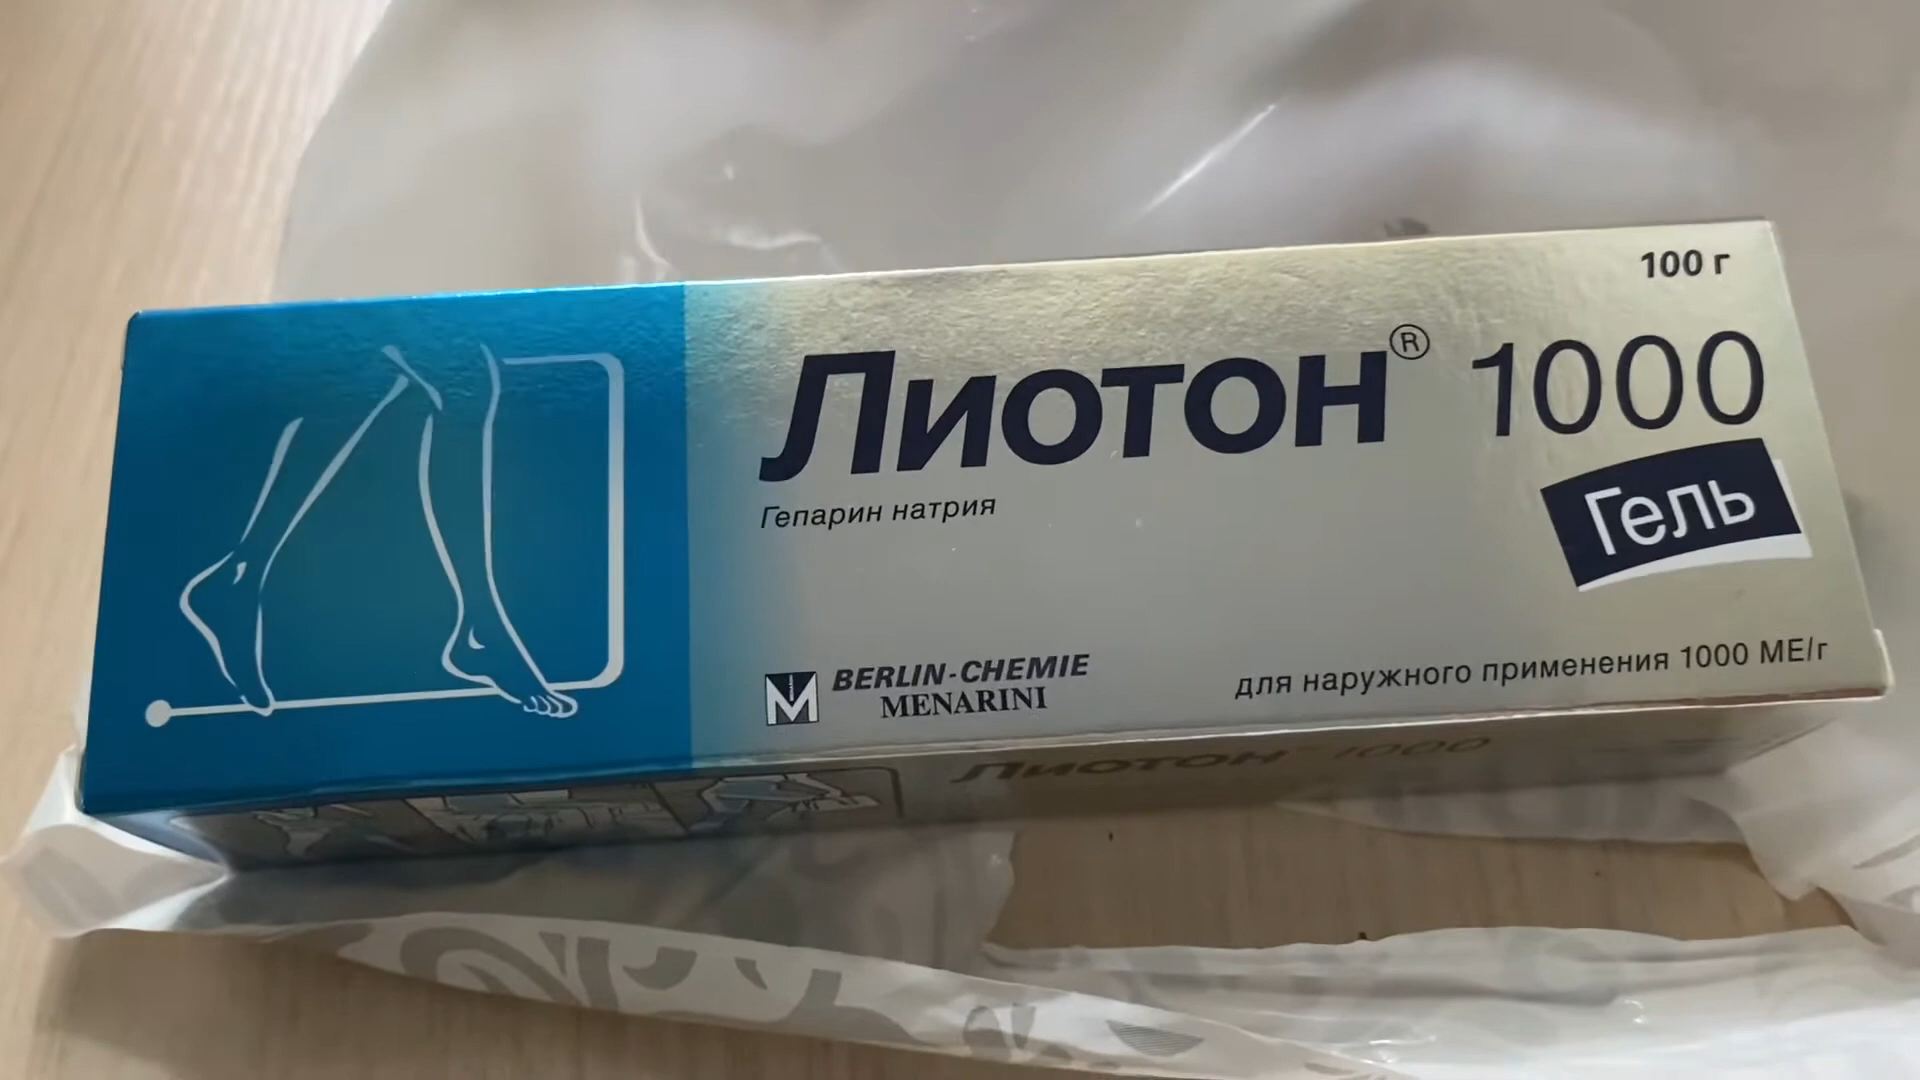 100 г
Лиотон® 1000
Гель
Гепарин натрия
BERLIN-CHEMIE
MENARINI
для наружного применения 1000 МЕ/г
Лиотон 1000